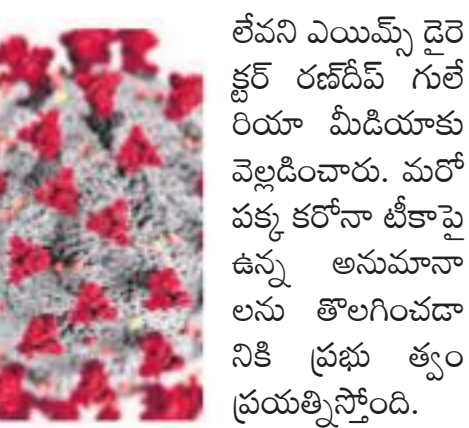 లేవని ఎయిమ్స్ డైరె
క్టర్ రణ్‌దీప్ గులే
రియా మీడియాకు
వెల్లడించారు. మరో
పక్క కరోనా టీకాపై
ఉన్న అనుమానా
లను తొలగించడా
నికి ప్రభు త్వం
ప్రయత్నిస్తోంది.